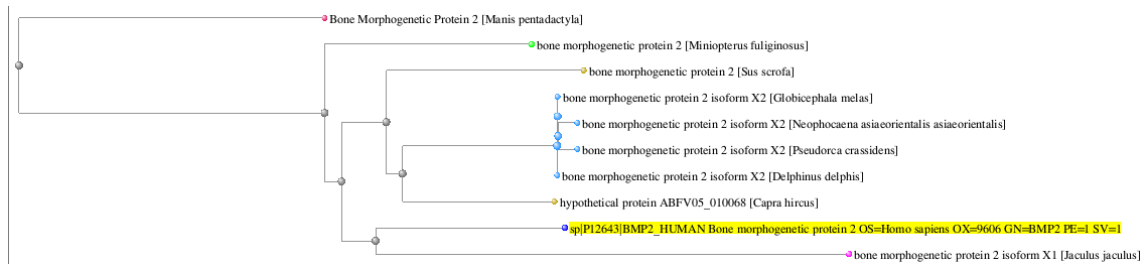 Bone Morphogenetic Protein 2 [Manis pentadactyla]
bone morphogenetic protein 2 [Miniopterus fuliginosus]
bone morphogenetic protein 2 [Sus scrofa]
bone morphogenetic protein 2 isoform X2 [Globicephala melas]
bone morphogenetic protein 2 isoform X2 [Neophocaena asiaeorientalis asiaeorientalis]
bone morphogenetic protein 2 isoform X2 [Pseudorca crassidens]
bone morphogenetic protein 2 isoform X2 [Delphinus delphis]
hypothetical protein ABFV05_010068 [Capra hircus]
sp|P12643|BMP2_HUMAN Bone morphogenetic protein 2 OS=Homo sapiens OX=9606 GN=BMP2 PE=1 SV=1
bone morphogenetic protein 2 isoform X1 [Jaculus jaculus]